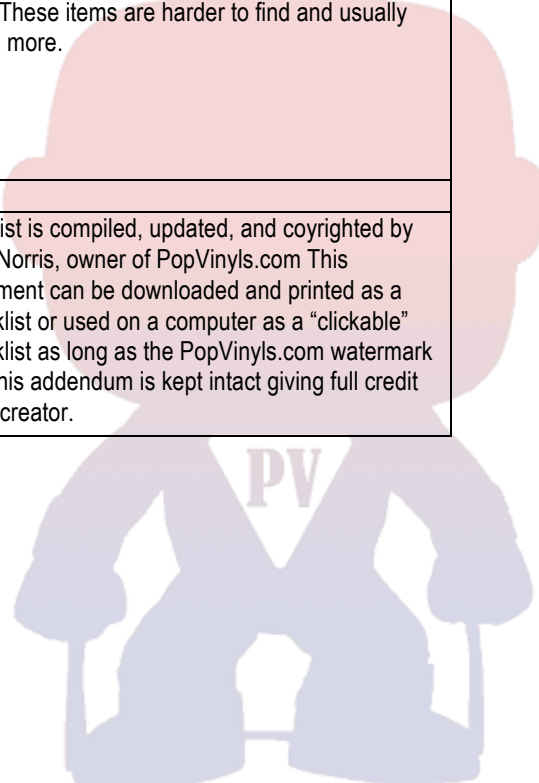 These items are harder to find and usually
more.
ist is compiled, updated, and coyrighted by
Norris, owner of PopVinyls.com This
ment can be downloaded and printed as a
klist or used on a computer as a “clickable”
klist as long as the PopVinyls.com watermark
his addendum is kept intact giving full credit
creator.
PV